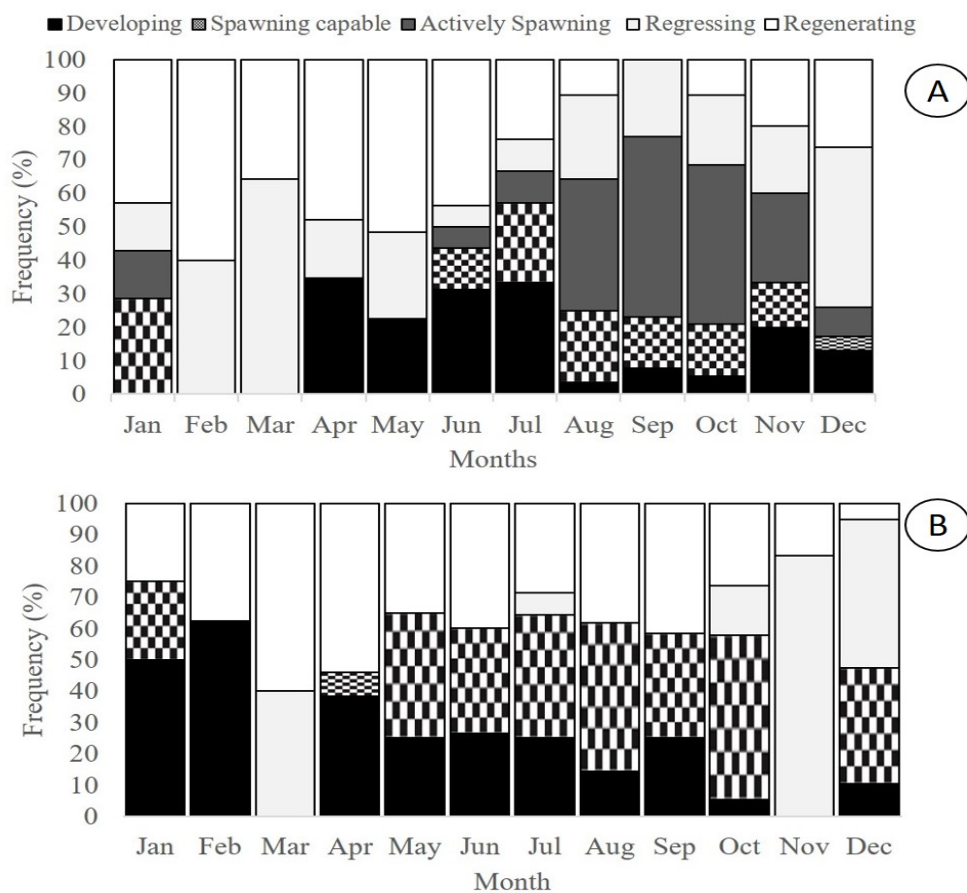 Developing Spawning capable Actively Spawning Regressing Regenerating
A
Frequency (%)
100
90
80
70
60
50
40
30
20
10
0
Jan Feb Mar Apr May Jun Jul Aug Sep Oct Nov Dec
Months
B
Frequency (%)
100
90
80
70
60
50
40
30
20
10
0
Jan Feb Mar Apr May Jun Jul Aug Sep Oct Nov Dec
Month